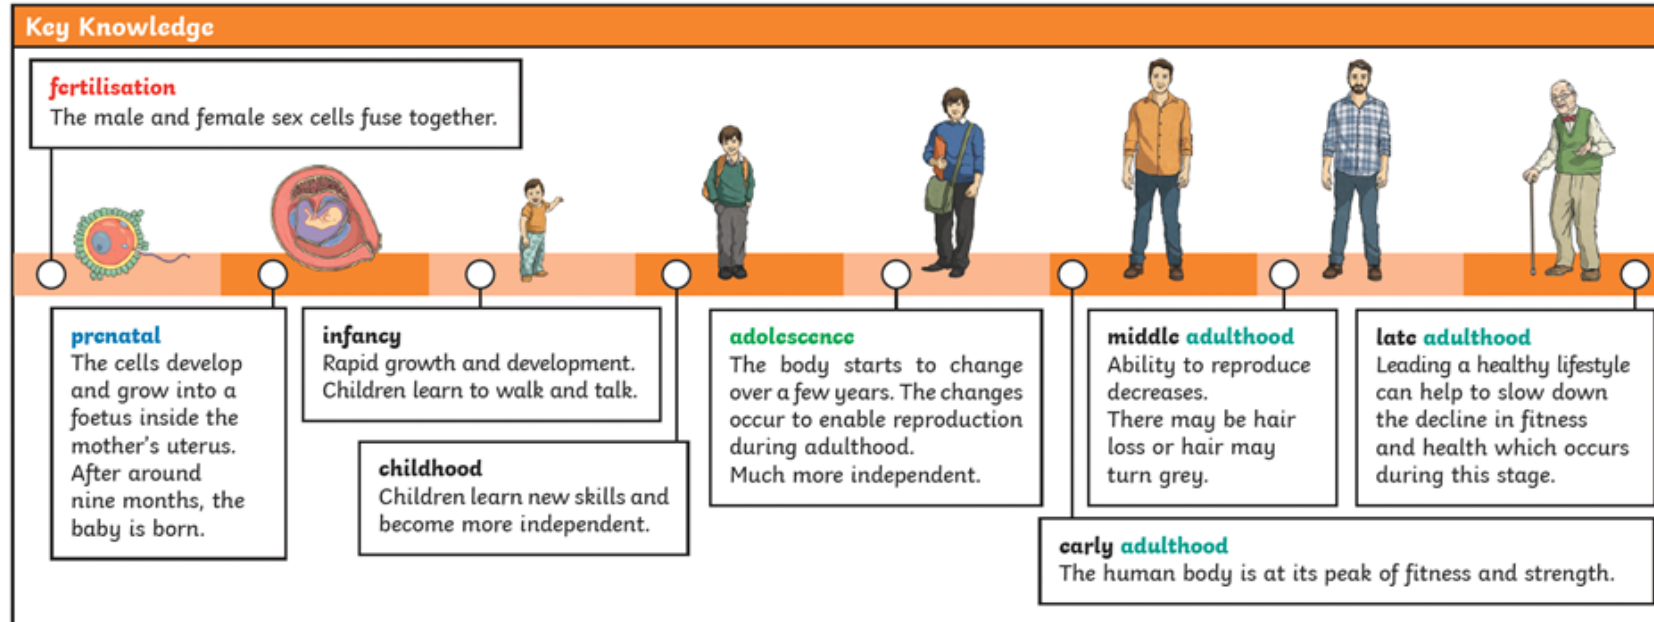 Key Knowledge
fertilisation
The male and female sex cells fuse together.
prenatal
The cells develop
and grow into a
foetus inside the
mother's uterus.
After around
nine months, the
baby is born.
infancy
Rapid growth and development.
Children learn to walk and talk.
childhood
Children learn new skills and
become more independent.
adolescence
The body starts to change
over a few years. The changes
occur to enable reproduction
during adulthood.
Much more independent.
early adulthood
The human body is at its peak of fitness and strength.
middle adulthood
Ability to reproduce
decreases.
There may be hair
loss or hair may
turn grey.
late adulthood
Leading a healthy lifestyle
can help to slow down
the decline in fitness
and health which occurs
during this stage.